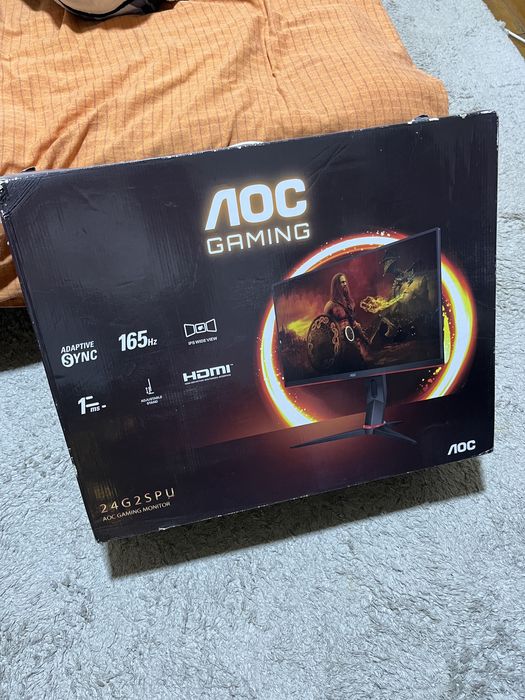 AOC
GAMING
ADAPTIVE
SYNC
165Hz
IPS WIDE VIEW
1ms
ADJUSTABLE
STAND
HDMI
24G2SPU
AOC GAMING MONITOR
AOC